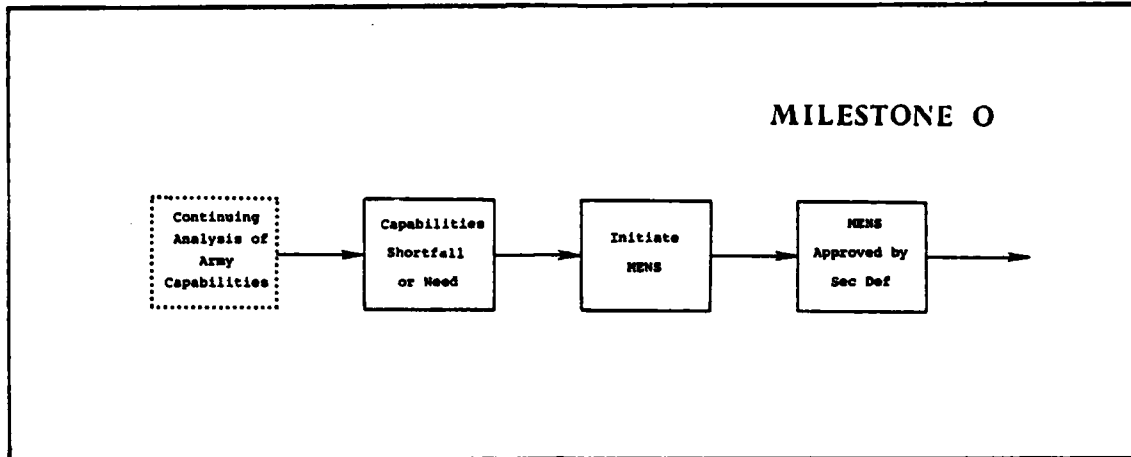 MILESTONE O
Continuing
Analysis of
Army
Capabilities
Capabilities
Shortfall
or Need
Initiate
MENS
MENS
Approved by
Sec Def